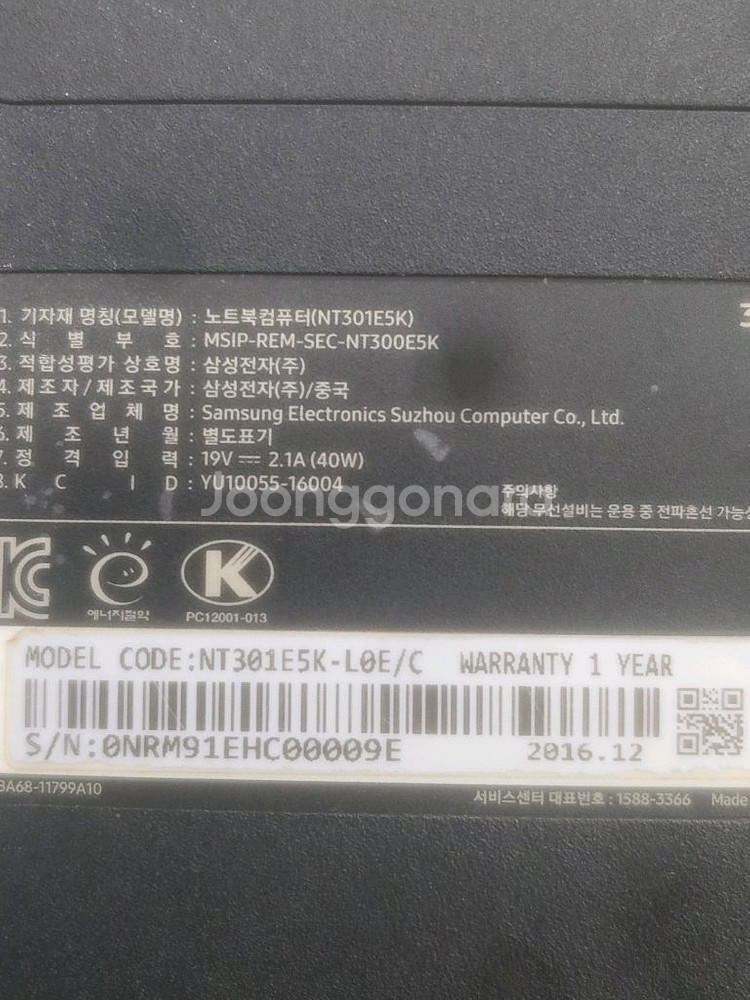 1. 기자재 명칭(모델명) : 노트북컴퓨터(NT301E5K)
2. 식 별 부 호 : MSIP-REM-SEC-NT300E5K
3. 적합성평가 상호명 : 삼성전자(주)
4. 제조자/제조국가 : 삼성전자(주)/중국
5. 제 조 업 체 명 : Samsung Electronics Suzhou Computer Co., Ltd.
6. 제 조 년 월 : 별도표기
7. 정 격 입 력 : 19V ⎓ 2.1A (40W)
8. K C I D : YU10055-16004
Joonggonara
주의사항
해당 무선설비는 운용 중 전파혼선 가능성
KC
에너지절약
K
PC12001-013
MODEL CODE:NT301E5K-L0E/C WARRANTY 1 YEAR
S/N:0NRM91EHC00009E 2016.12
BA68-11799A10
서비스센터 대표번호 : 1588-3366 Made